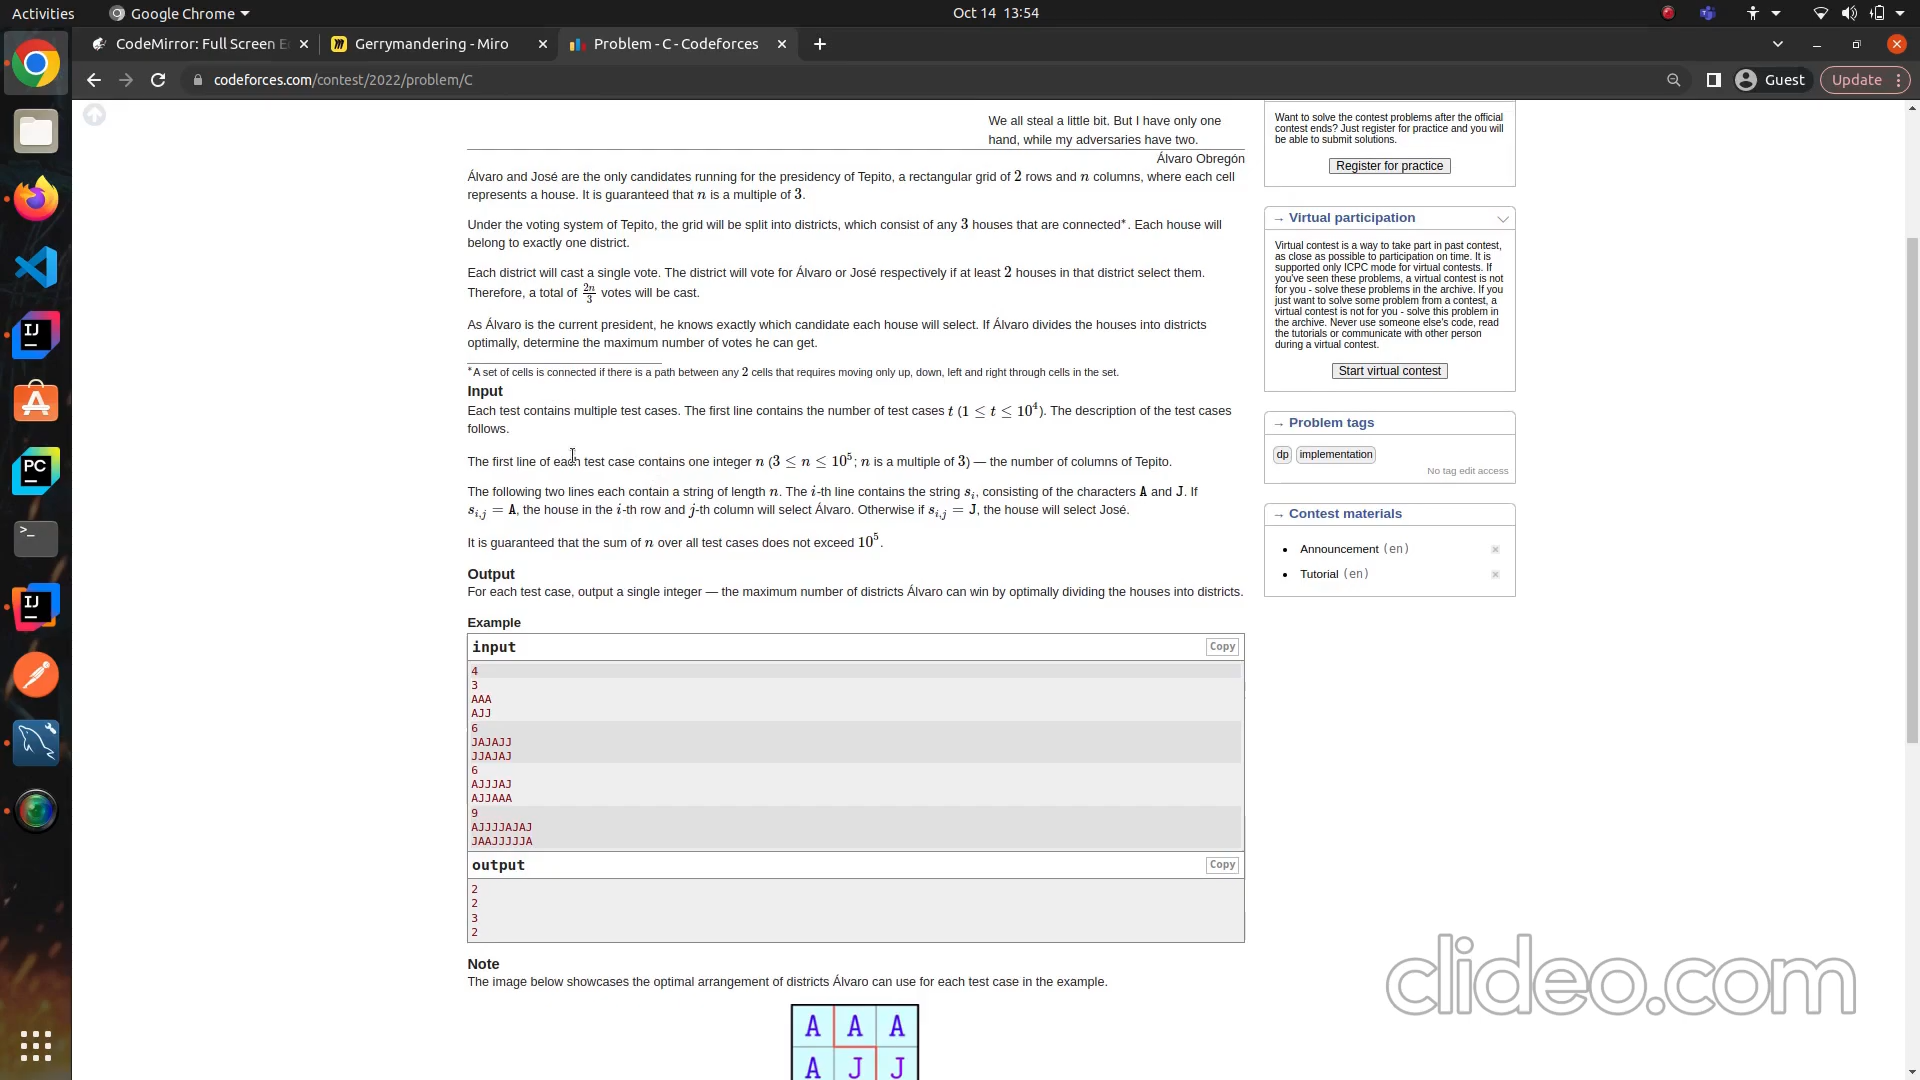 Activities
Google Chrome
Oct 14 13:54
CodeMirror: Full Screen E
Gerrymandering - Miro
Problem - C - Codeforces
codeforces.com/contest/2022/problem/C
Guest
Update
We all steal a little bit. But I have only one
hand, while my adversaries have two.
Álvaro Obregón
Álvaro and José are the only candidates running for the presidency of Tepito, a rectangular grid of 2 rows and n columns, where each cell
represents a house. It is guaranteed that n is a multiple of 3.
Under the voting system of Tepito, the grid will be split into districts, which consist of any 3 houses that are connected*. Each house will
belong to exactly one district.
Each district will cast a single vote. The district will vote for Álvaro or José respectively if at least 2 houses in that district select them.
Therefore, a total of 2n/3 votes will be cast.
As Álvaro is the current president, he knows exactly which candidate each house will select. If Álvaro divides the houses into districts
optimally, determine the maximum number of votes he can get.
*A set of cells is connected if there is a path between any 2 cells that requires moving only up, down, left and right through cells in the set.
Input
Each test contains multiple test cases. The first line contains the number of test cases t (1 ≤ t ≤ 10^4). The description of the test cases
follows.
The first line of each test case contains one integer n (3 ≤ n ≤ 10^5; n is a multiple of 3) — the number of columns of Tepito.
The following two lines each contain a string of length n. The i-th line contains the string s_i, consisting of the characters A and J. If
s_{i,j} = A, the house in the i-th row and j-th column will select Álvaro. Otherwise if s_{i,j} = J, the house will select José.
It is guaranteed that the sum of n over all test cases does not exceed 10^5.
Output
For each test case, output a single integer — the maximum number of districts Álvaro can win by optimally dividing the houses into districts.
Example
input
Copy
4
3
AAA
AJJ
6
JAJAJJ
JJAJAJ
6
AJJJAJ
AJJAAA
9
AJJJJAJAJ
JAAJJJJJA
output
Copy
2
2
3
2
Note
The image below showcases the optimal arrangement of districts Álvaro can use for each test case in the example.
A A A
A J J
Want to solve the contest problems after the official
contest ends? Just register for practice and you will
be able to submit solutions.
Register for practice
→ Virtual participation
Virtual contest is a way to take part in past contest,
as close as possible to participation on time. It is
supported only ICPC mode for virtual contests. If
you've seen these problems, a virtual contest is not
for you - solve these problems in the archive. If you
just want to solve some problem from a contest, a
virtual contest is not for you - solve this problem in
the archive. Never use someone else's code, read
the tutorials or communicate with other person
during a virtual contest.
Start virtual contest
→ Problem tags
dp
implementation
No tag edit access
→ Contest materials
Announcement (en)
Tutorial (en)
IJ
PC
>_
IJ
clideo.com